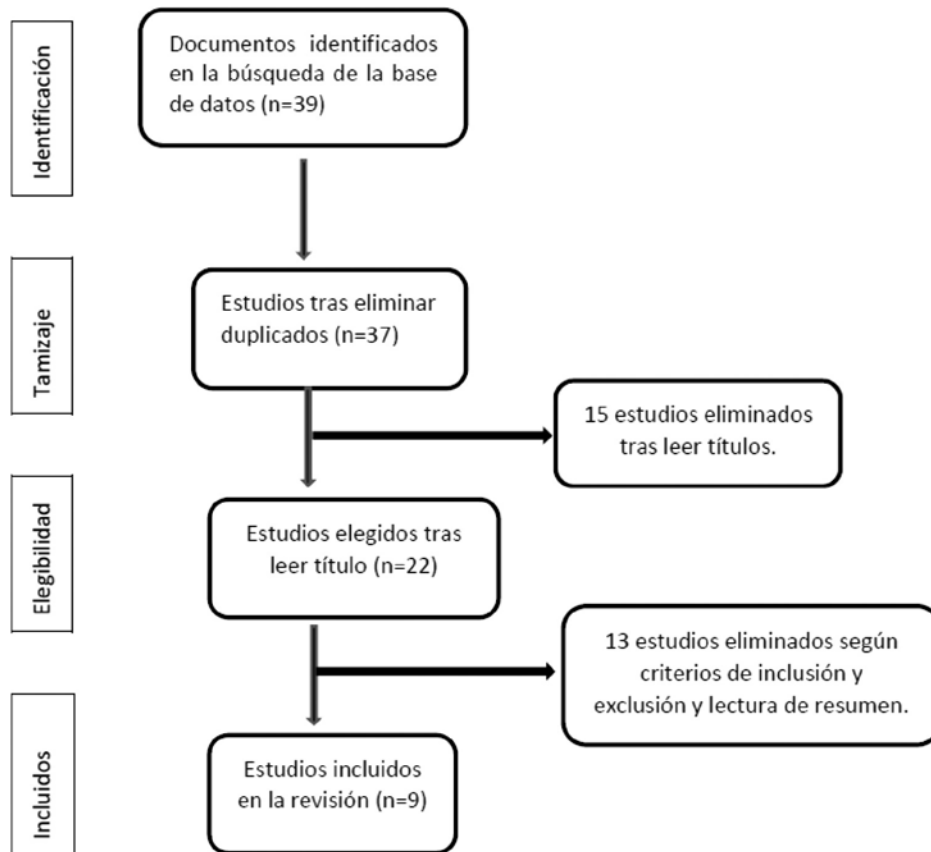 Identificación
Documentos identificados
en la búsqueda de la base
de datos (n=39)
Tamizaje
Estudios tras eliminar
duplicados (n=37)
15 estudios eliminados
tras leer títulos.
Elegibilidad
Estudios elegidos tras
leer título (n=22)
13 estudios eliminados según
criterios de inclusión y
exclusión y lectura de resumen.
Incluidos
Estudios incluidos
en la revisión (n=9)